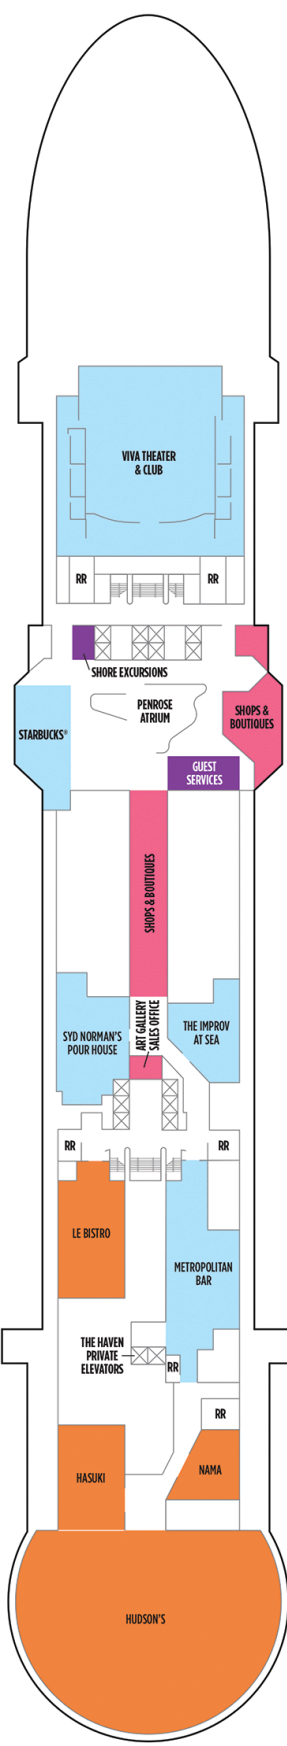 VIVA THEATER
& CLUB
RR
RR
SHORE EXCURSIONS
PENROSE
ATRIUM
SHOPS &
BOUTIQUES
STARBUCKS®
GUEST
SERVICES
SHOPS & BOUTIQUES
ART GALLERY
SALES OFFICE
SYD NORMAN'S
POUR HOUSE
THE IMPROV
AT SEA
RR
RR
LE BISTRO
METROPOLITAN
BAR
THE HAVEN
PRIVATE
ELEVATORS
RR
RR
HASUKI
NAMA
HUDSON'S